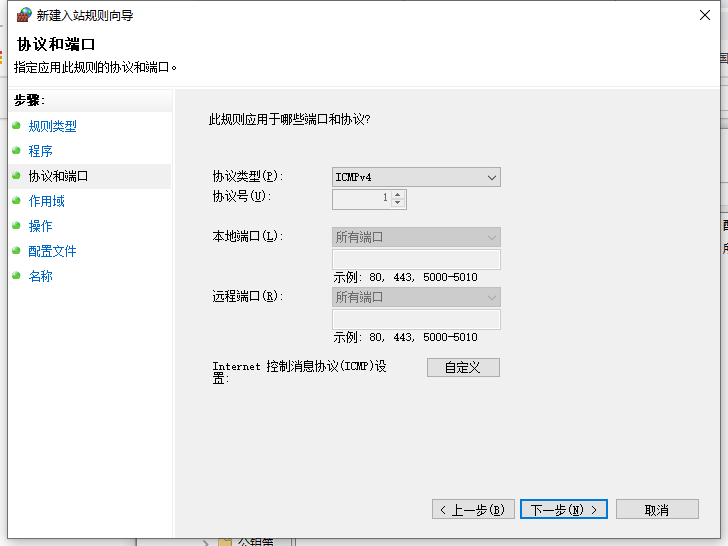 新建入站规则向导
协议和端口
指定应用此规则的协议和端口。
步骤:
规则类型
程序
协议和端口
作用域
操作
配置文件
名称
此规则应用于哪些端口和协议?
协议类型(P): ICMPv4
协议号(U): 1
本地端口(L): 所有端口
示例: 80, 443, 5000-5010
远程端口(R): 所有端口
示例: 80, 443, 5000-5010
Internet 控制消息协议(ICMP)设
置:
自定义
< 上一步(B) 下一步(N) > 取消